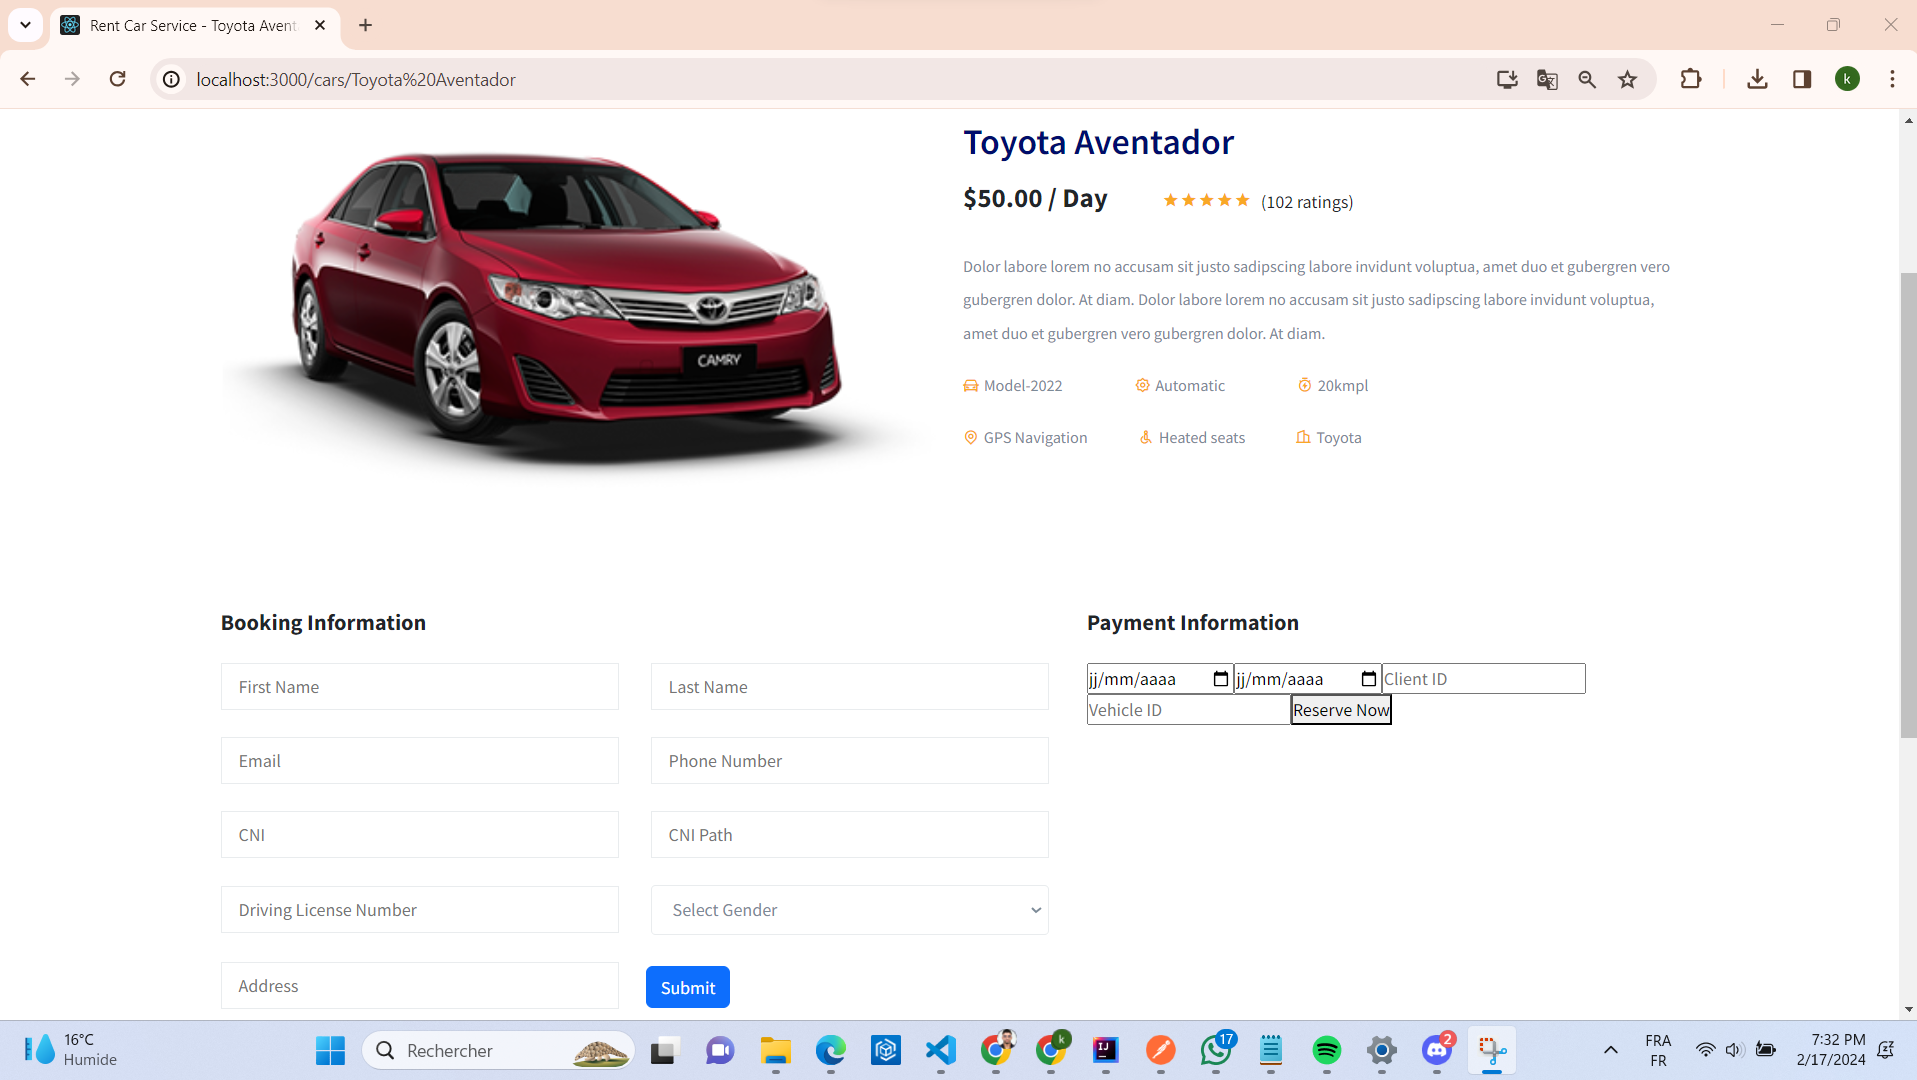 Rent Car Service - Toyota Avent
localhost:3000/cars/Toyota%20Aventador
k
Toyota Aventador
$50.00 / Day
(102 ratings)
Dolor labore lorem no accusam sit justo sadipscing labore invidunt voluptua, amet duo et gubergren vero
gubergren dolor. At diam. Dolor labore lorem no accusam sit justo sadipscing labore invidunt voluptua,
amet duo et gubergren vero gubergren dolor. At diam.
Model-2022 Automatic 20kmpl
GPS Navigation Heated seats Toyota
CAMRY
Booking Information
First Name Last Name
Email Phone Number
CNI CNI Path
Driving License Number Select Gender
Address Submit
Payment Information
jj/mm/aaaa jj/mm/aaaa Client ID
Vehicle ID Reserve Now
16°C
Humide
Rechercher
k
IJ
17
2
FRA
FR
7:32 PM
2/17/2024